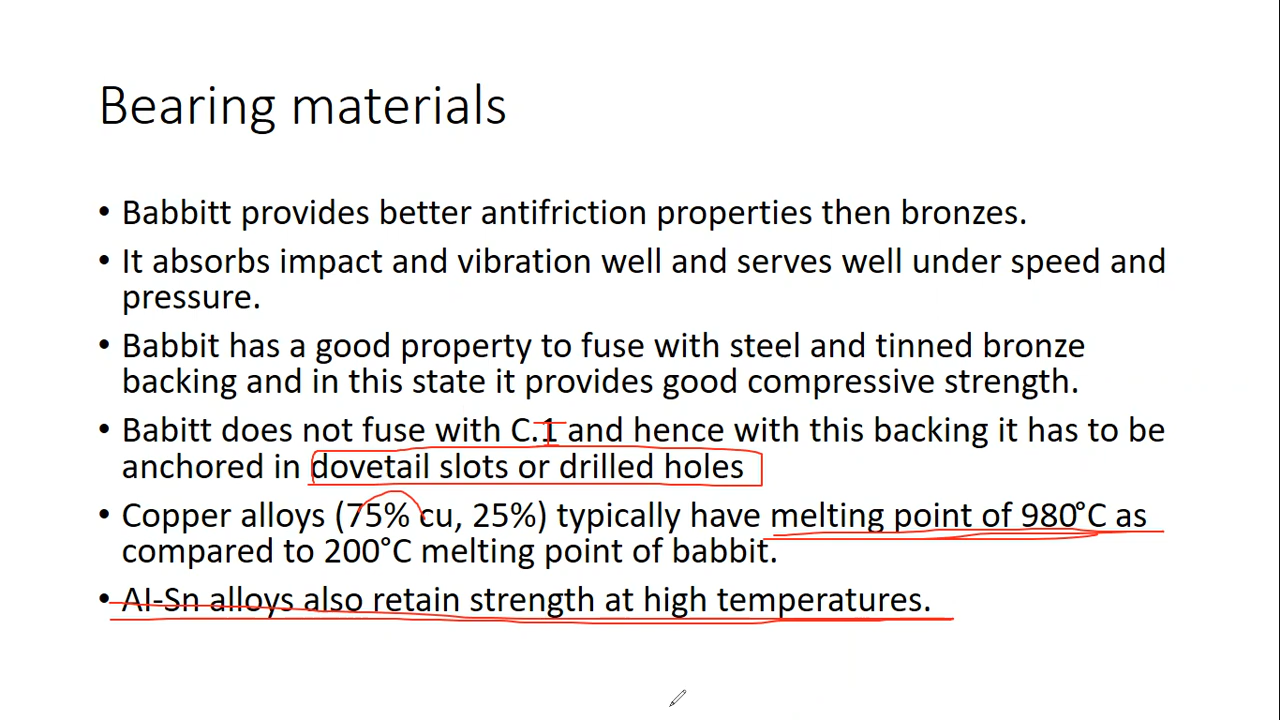 Bearing materials
• Babbitt provides better antifriction properties then bronzes.
• It absorbs impact and vibration well and serves well under speed and
pressure.
• Babbit has a good property to fuse with steel and tinned bronze
backing and in this state it provides good compressive strength.
• Babitt does not fuse with C.1 and hence with this backing it has to be
anchored in dovetail slots or drilled holes
• Copper alloys (75% cu, 25%) typically have melting point of 980°C as
compared to 200°C melting point of babbit.
• AI-Sn alloys also retain strength at high temperatures.